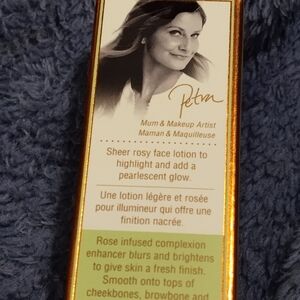 Petra
Mum & Makeup Artist
Maman & Maquilleuse
Sheer rosy face lotion to
highlight and add a
pearlescent glow.
Une lotion légère et rosée
pour illumineur qui offre une
finition nacrée.
Rose infused complexion
enhancer blurs and brightens
to give skin a fresh finish.
Smooth onto tops of
cheekbones, browbone and